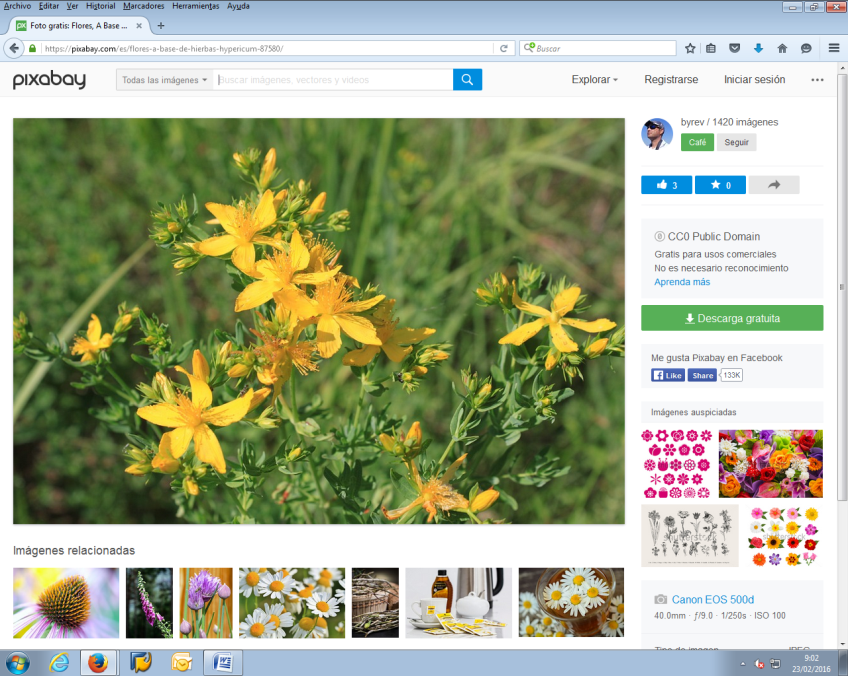 Archivo Editar Ver Historial Marcadores Herramientas Ayuda
Foto gratis: Flores, A Base ...
https://pixabay.com/es/flores-a-base-de-hierbas-hypericum-87580/
Buscar
pixabay
Todas las imágenes
Buscar imágenes, vectores y videos
Explorar
Registrarse
Iniciar sesión
byrev / 1420 imágenes
Café
Seguir
3
0
CC0 Public Domain
Gratis para usos comerciales
No es necesario reconocimiento
Aprenda más
Descarga gratuita
Me gusta Pixabay en Facebook
Like
Share
133K
Imágenes auspiciadas
shutterstock
shutterstock
Imágenes relacionadas
Canon EOS 500d
40.0mm · ƒ/9.0 · 1/250s · ISO 100
Tipo de imagen
JPEG
9:02
23/02/2016